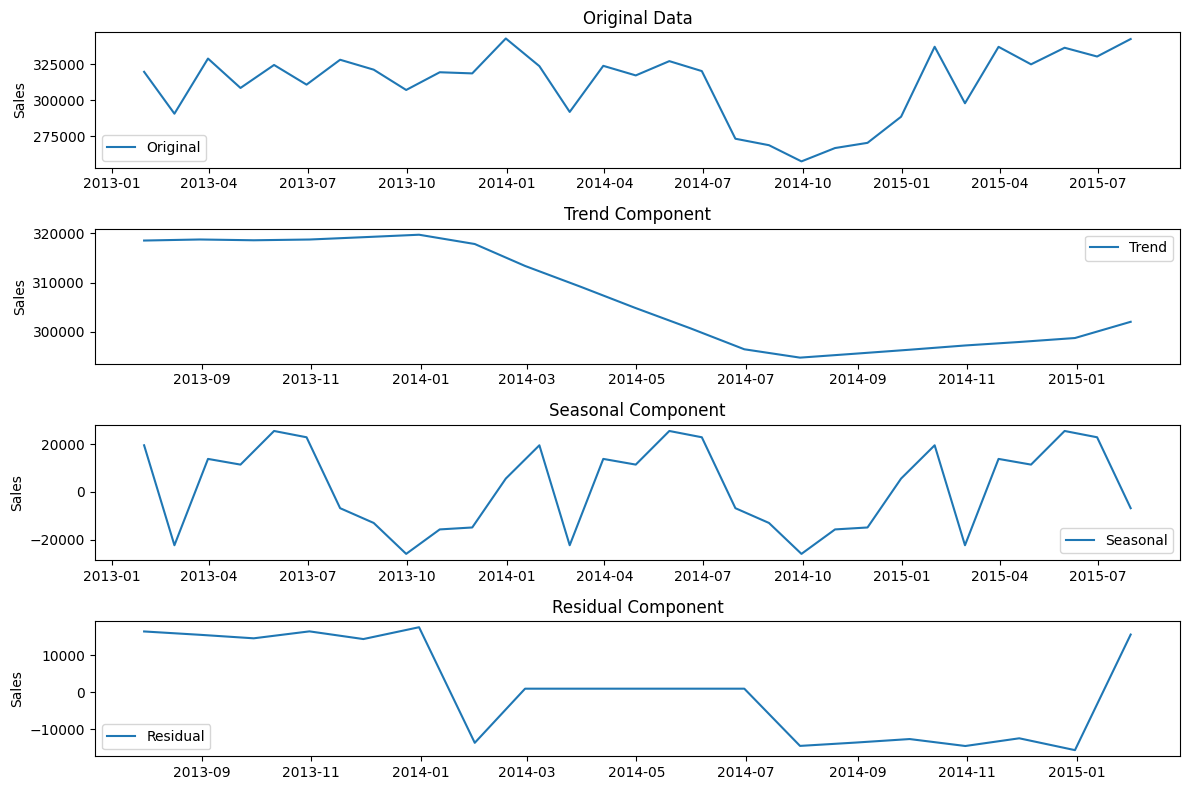 Original Data
Sales
325000
300000
275000
Original
2013-01 2013-04 2013-07 2013-10 2014-01 2014-04 2014-07 2014-10 2015-01 2015-04 2015-07
Trend Component
Sales
320000
310000
300000
Trend
2013-09 2013-11 2014-01 2014-03 2014-05 2014-07 2014-09 2014-11 2015-01
Seasonal Component
Sales
20000
0
−20000
Seasonal
2013-01 2013-04 2013-07 2013-10 2014-01 2014-04 2014-07 2014-10 2015-01 2015-04 2015-07
Residual Component
Sales
10000
0
−10000
Residual
2013-09 2013-11 2014-01 2014-03 2014-05 2014-07 2014-09 2014-11 2015-01